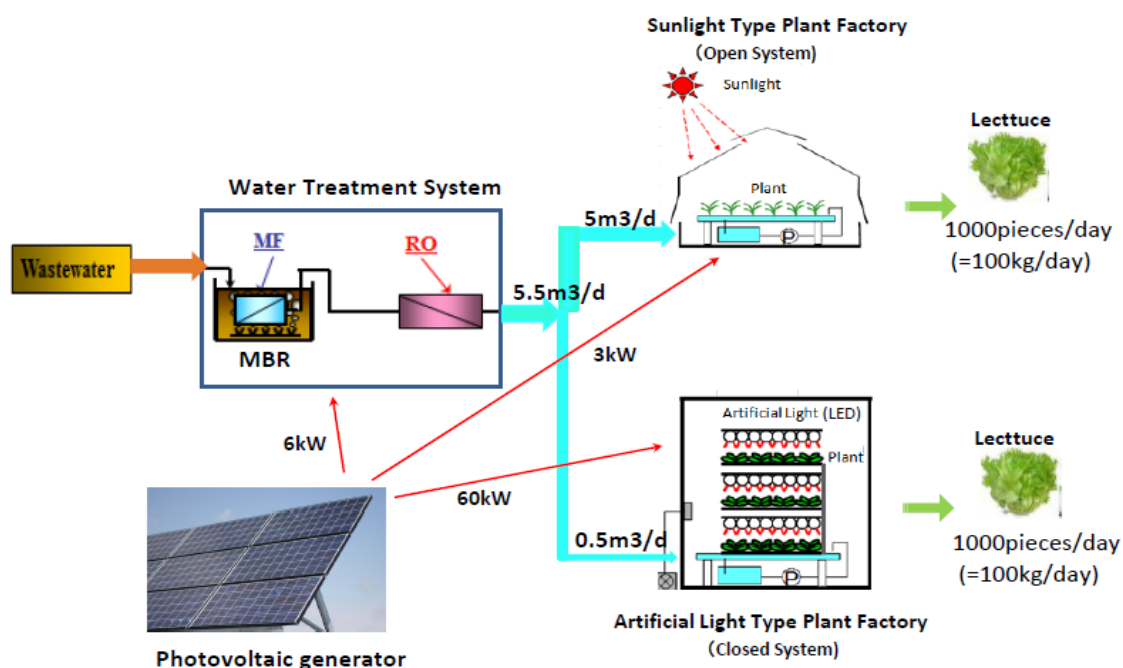 Sunlight Type Plant Factory
(Open System)
Sunlight
Lecttuce
Plant
P
1000pieces/day
(=100kg/day)
Water Treatment System
Wastewater
MF
RO
MBR
5.5m3/d
5m3/d
3kW
6kW
60kW
0.5m3/d
Artificial Light (LED)
Plant
P
Lecttuce
1000pieces/day
(=100kg/day)
Artificial Light Type Plant Factory
(Closed System)
Photovoltaic generator